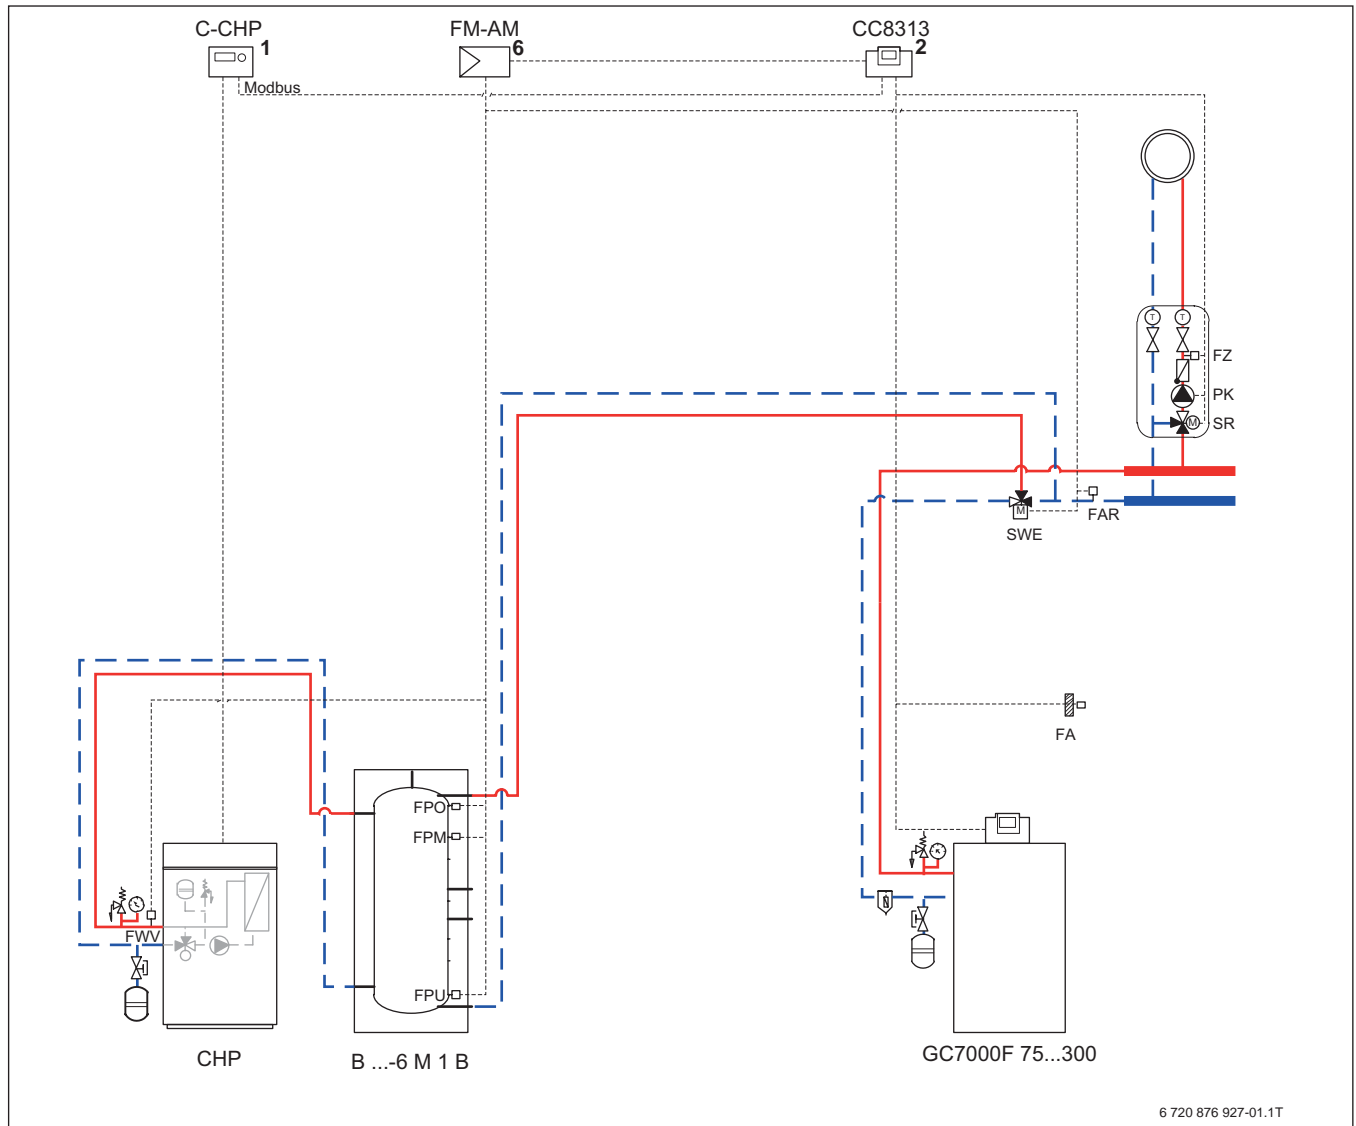 C-CHP
1
FM-AM
6
CC8313
2
Modbus
T
T
FZ
PK
M
SR
M
FAR
SWE
FA
FPO
FPM
FWV
FPU
CHP
B ...-6 M 1 B
GC7000F 75...300
6 720 876 927-01.1T